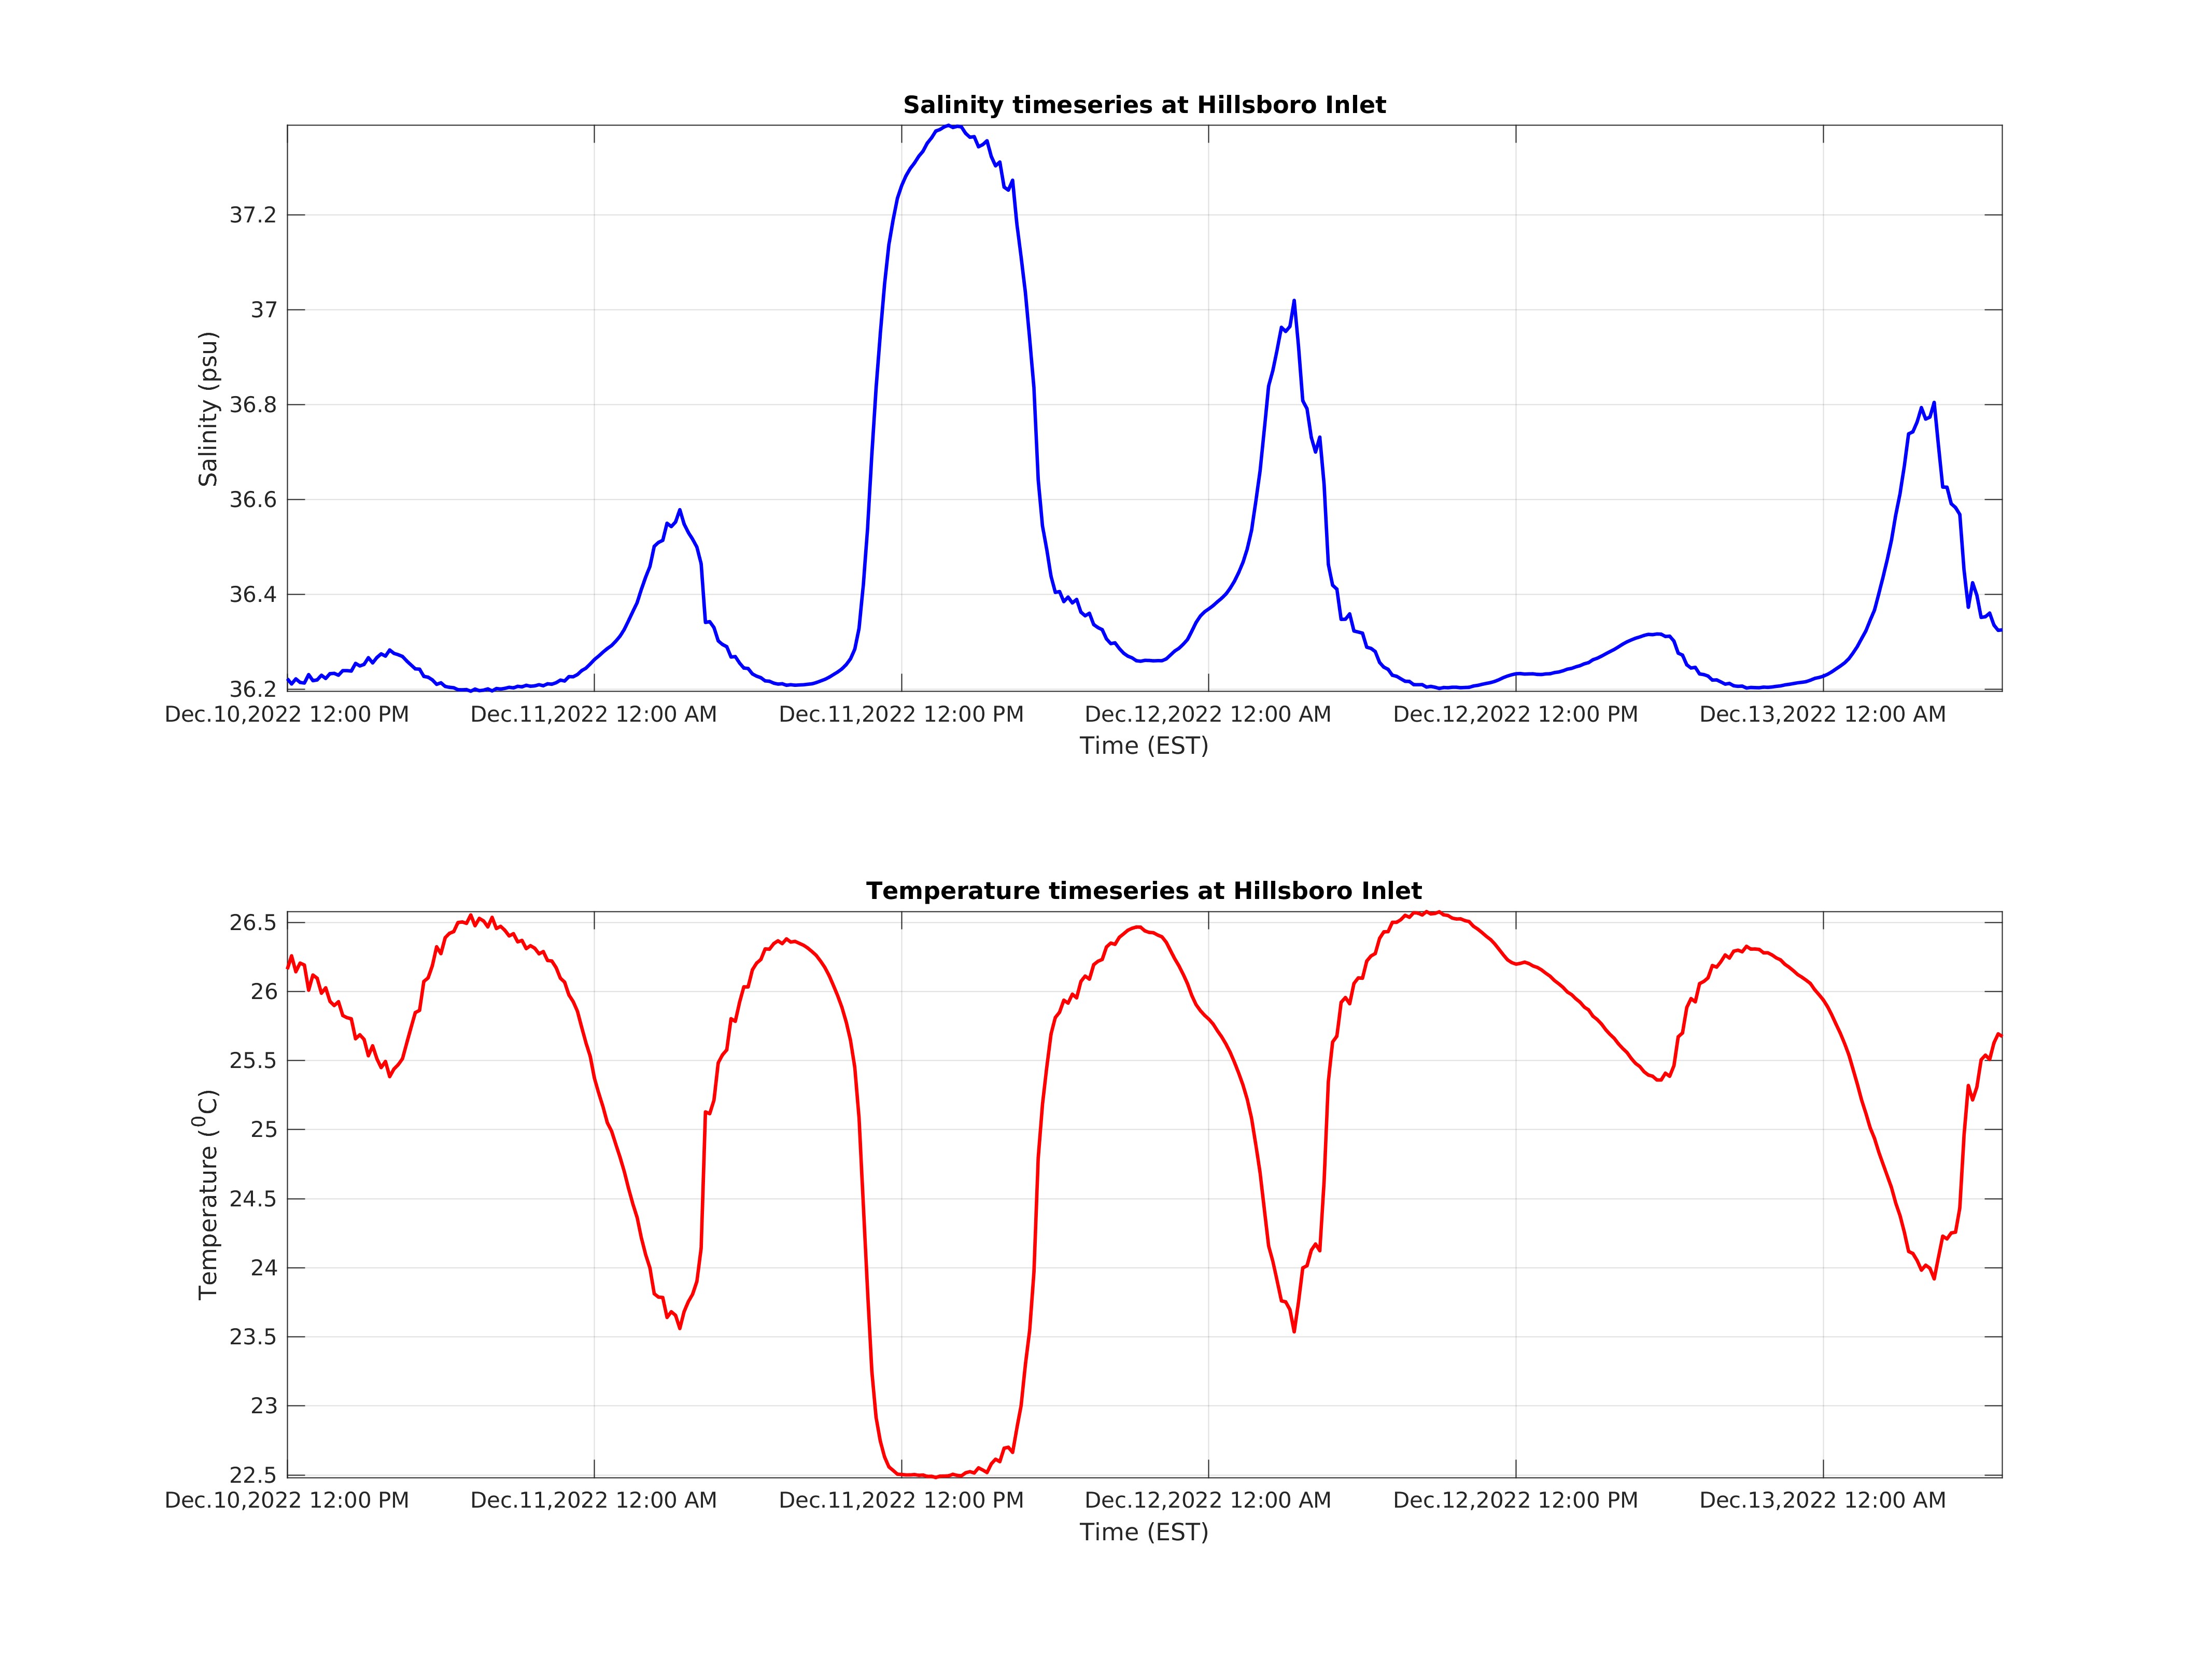 Salinity timeseries at Hillsboro Inlet
Salinity (psu)
37.2
37
36.8
36.6
36.4
36.2
Dec.10,2022 12:00 PM Dec.11,2022 12:00 AM Dec.11,2022 12:00 PM Dec.12,2022 12:00 AM Dec.12,2022 12:00 PM Dec.13,2022 12:00 AM
Time (EST)
Temperature timeseries at Hillsboro Inlet
Temperature (⁰C)
26.5
26
25.5
25
24.5
24
23.5
23
22.5
Dec.10,2022 12:00 PM Dec.11,2022 12:00 AM Dec.11,2022 12:00 PM Dec.12,2022 12:00 AM Dec.12,2022 12:00 PM Dec.13,2022 12:00 AM
Time (EST)